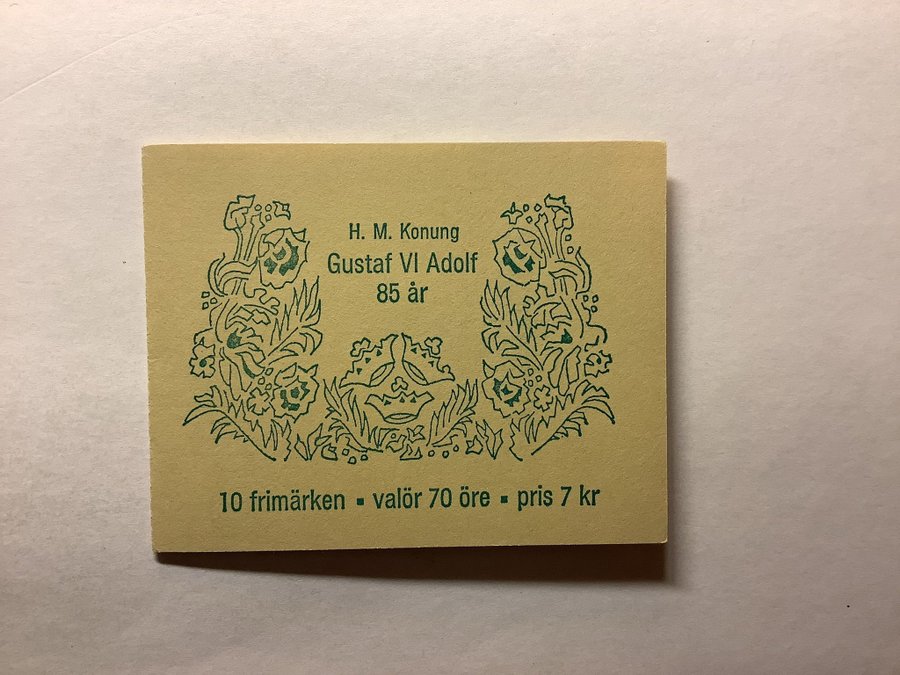 H. M. Konung
Gustaf VI Adolf
85 år
10 frimärken ▪ valör 70 öre ▪ pris 7 kr